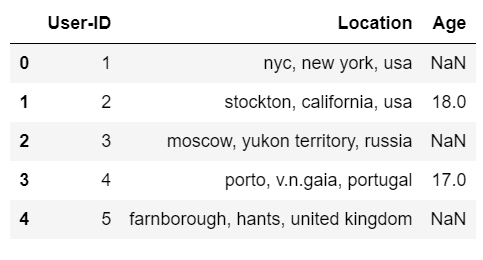 User-ID Location Age
0 1 nyc, new york, usa NaN
1 2 stockton, california, usa 18.0
2 3 moscow, yukon territory, russia NaN
3 4 porto, v.n.gaia, portugal 17.0
4 5 farnborough, hants, united kingdom NaN